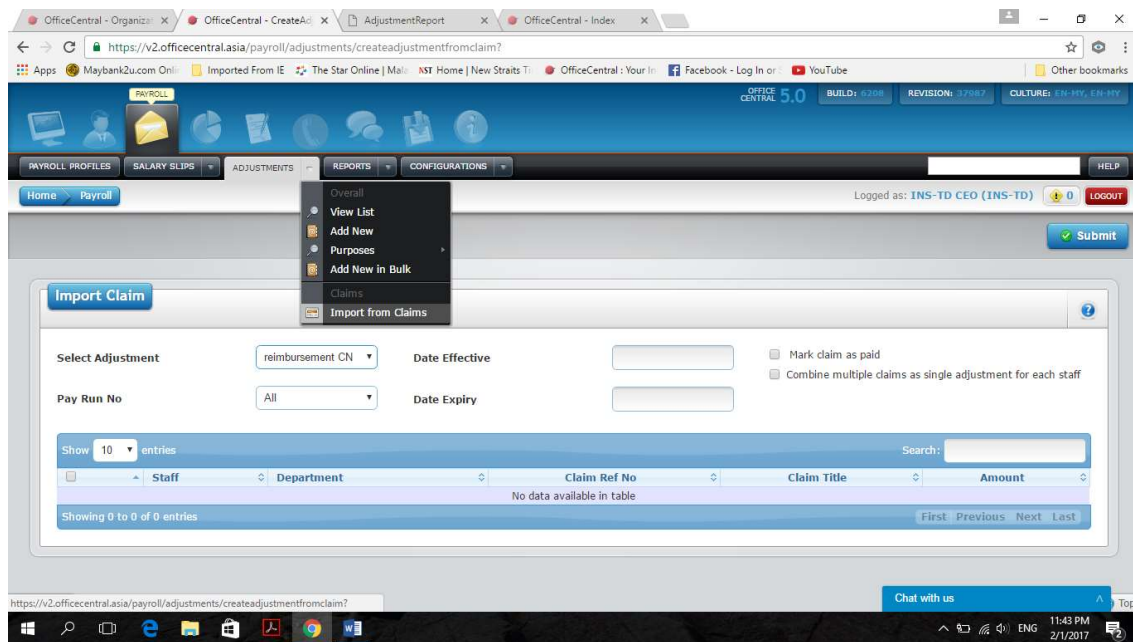 OfficeCentral - Organiza
OfficeCentral - CreateAd
AdjustmentReport
OfficeCentral - Index
https://v2.officecentral.asia/payroll/adjustments/createadjustmentfromclaim?
Apps
Maybank2u.com Onli
Imported From IE
The Star Online | Mala
NST Home | New Straits T
OfficeCentral : Your In
Facebook - Log In or
YouTube
Other bookmarks
PAYROLL
OFFICE CENTRAL 5.0
BUILD: 6208
REVISION: 37987
CULTURE: EN-MY, EN-MY
PAYROLL PROFILES
SALARY SLIPS
ADJUSTMENTS
REPORTS
CONFIGURATIONS
HELP
Home
Payroll
Logged as: INS-TD CEO (INS-TD)
0
LOGOUT
Overall
View List
Add New
Purposes
Add New in Bulk
Claims
Import from Claims
Submit
Import Claim
Select Adjustment
reimbursement CN
Date Effective
Mark claim as paid
Combine multiple claims as single adjustment for each staff
Pay Run No
All
Date Expiry
Show 10 entries
Search:
Staff
Department
Claim Ref No
Claim Title
Amount
No data available in table
Showing 0 to 0 of 0 entries
First Previous Next Last
https://v2.officecentral.asia/payroll/adjustments/createadjustmentfromclaim?
Chat with us
Top
ENG
11:43 PM
2/1/2017